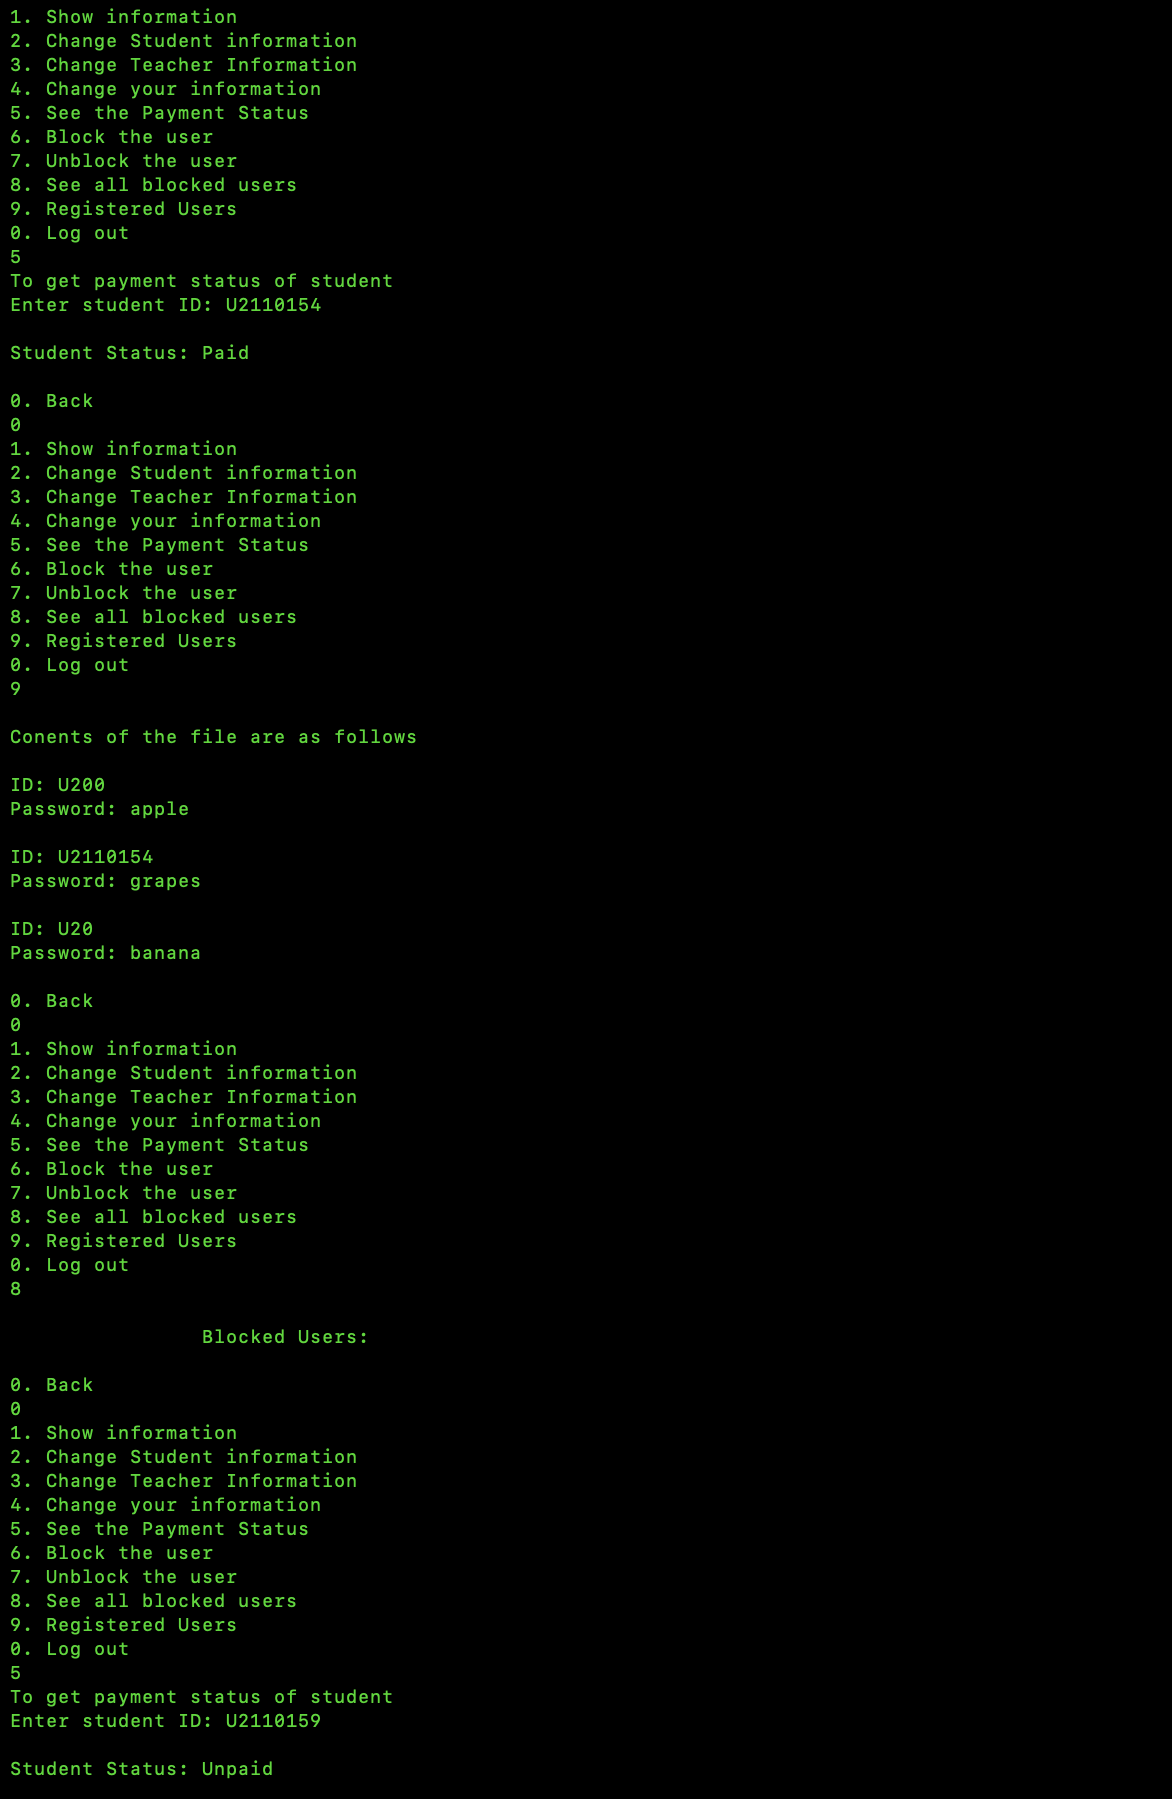 1. Show information
2. Change Student information
3. Change Teacher Information
4. Change your information
5. See the Payment Status
6. Block the user
7. Unblock the user
8. See all blocked users
9. Registered Users
0. Log out
5
To get payment status of student
Enter student ID: U2110154
Student Status: Paid
0. Back
0
1. Show information
2. Change Student information
3. Change Teacher Information
4. Change your information
5. See the Payment Status
6. Block the user
7. Unblock the user
8. See all blocked users
9. Registered Users
0. Log out
9
Conents of the file are as follows
ID: U200
Password: apple
ID: U2110154
Password: grapes
ID: U20
Password: banana
0. Back
0
1. Show information
2. Change Student information
3. Change Teacher Information
4. Change your information
5. See the Payment Status
6. Block the user
7. Unblock the user
8. See all blocked users
9. Registered Users
0. Log out
8
Blocked Users:
0. Back
0
1. Show information
2. Change Student information
3. Change Teacher Information
4. Change your information
5. See the Payment Status
6. Block the user
7. Unblock the user
8. See all blocked users
9. Registered Users
0. Log out
5
To get payment status of student
Enter student ID: U2110159
Student Status: Unpaid